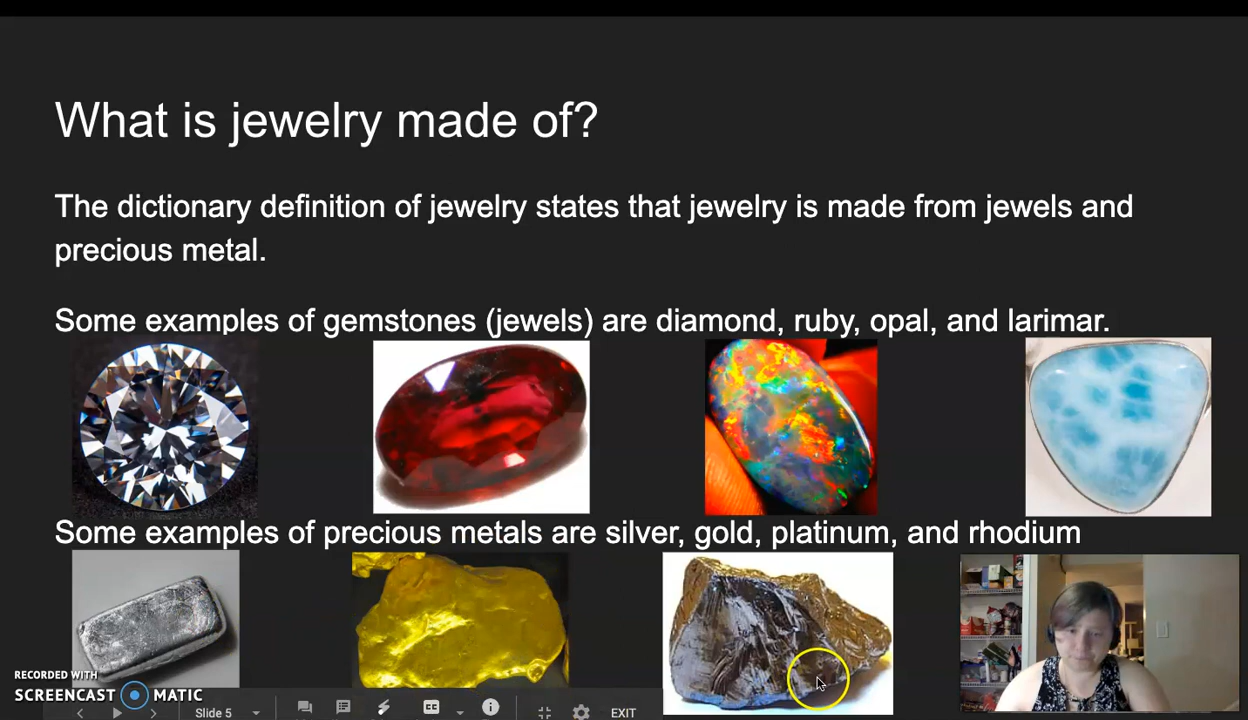 What is jewelry made of?
The dictionary definition of jewelry states that jewelry is made from jewels and
precious metal.
Some examples of gemstones (jewels) are diamond, ruby, opal, and larimar.
Some examples of precious metals are silver, gold, platinum, and rhodium
RECORDED WITH
SCREENCAST MATIC
Slide 5
CC
EXIT